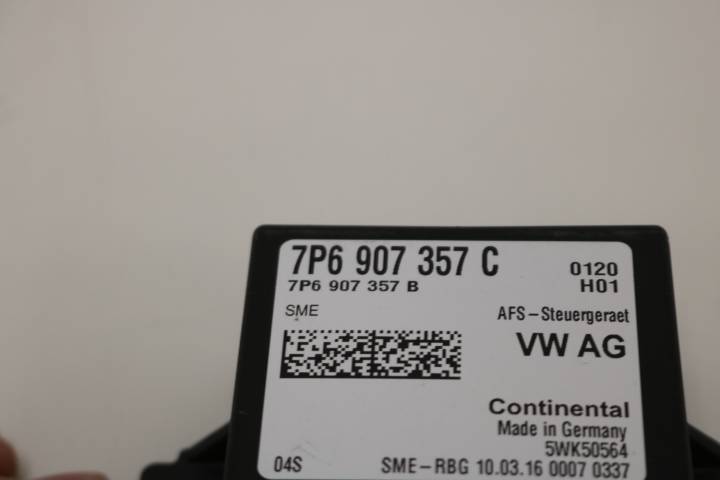 7P6 907 357 C 0120
7P6 907 357 B H01
SME AFS-Steuergeraet
VW AG
Continental
Made in Germany
5WK50564
04S SME-RBG 10.03.16 0007 0337